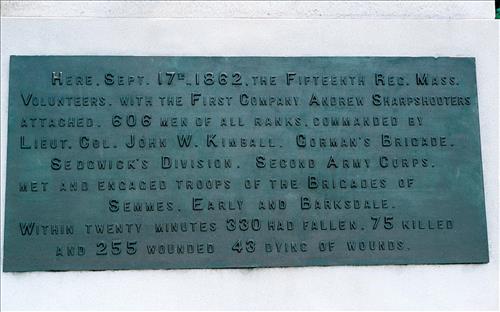 Here, Sept. 17th, 1862, the Fifteenth Reg. Mass.
Volunteers, with the First Company Andrew Sharpshooters
attached, 606 men of all ranks, commanded by
Lieut. Col. John W. Kimball, Gorman's Brigade,
Sedgwick's Division, Second Army Corps,
met and engaged troops of the Brigades of
Semmes, Early and Barksdale.
Within twenty minutes 330 had fallen, 75 killed
and 255 wounded 43 dying of wounds.